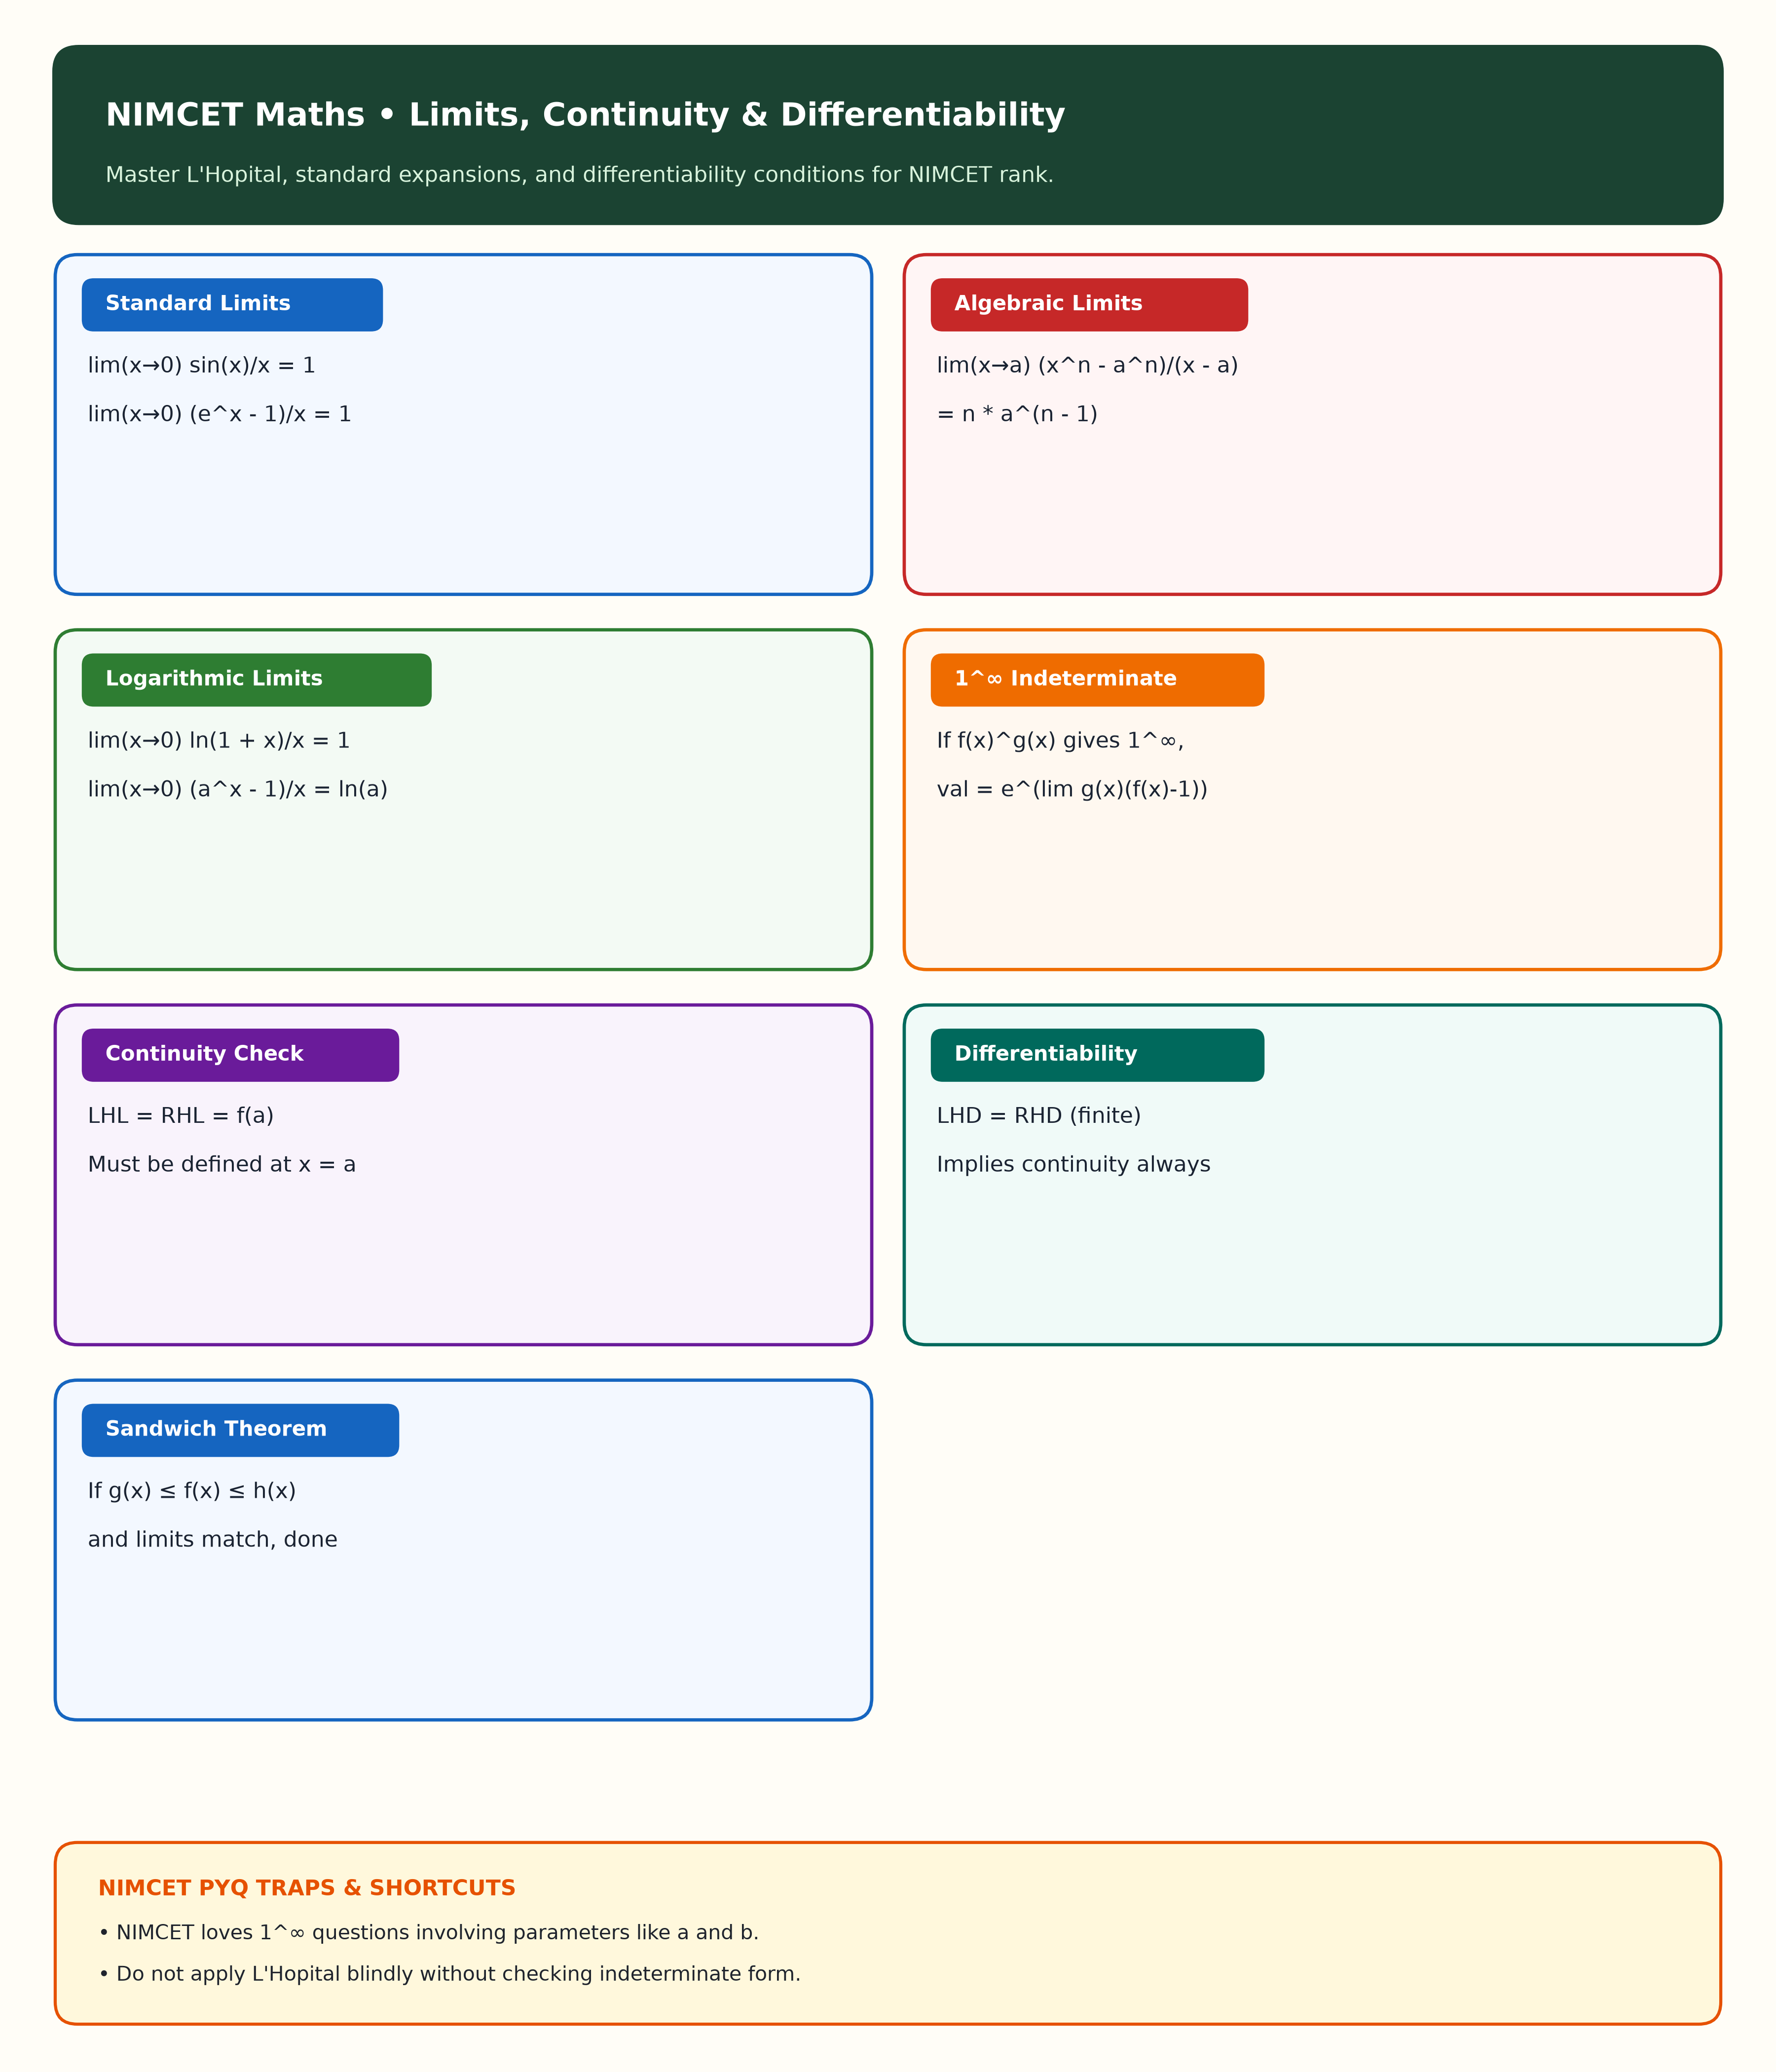 NIMCET Maths • Limits, Continuity & Differentiability
Master L'Hopital, standard expansions, and differentiability conditions for NIMCET rank.
Standard Limits
lim(x→0) sin(x)/x = 1
lim(x→0) (e^x - 1)/x = 1
Algebraic Limits
lim(x→a) (x^n - a^n)/(x - a)
= n * a^(n - 1)
Logarithmic Limits
lim(x→0) ln(1 + x)/x = 1
lim(x→0) (a^x - 1)/x = ln(a)
1^∞ Indeterminate
If f(x)^g(x) gives 1^∞,
val = e^(lim g(x)(f(x)-1))
Continuity Check
LHL = RHL = f(a)
Must be defined at x = a
Differentiability
LHD = RHD (finite)
Implies continuity always
Sandwich Theorem
If g(x) ≤ f(x) ≤ h(x)
and limits match, done
NIMCET PYQ TRAPS & SHORTCUTS
• NIMCET loves 1^∞ questions involving parameters like a and b.
• Do not apply L'Hopital blindly without checking indeterminate form.